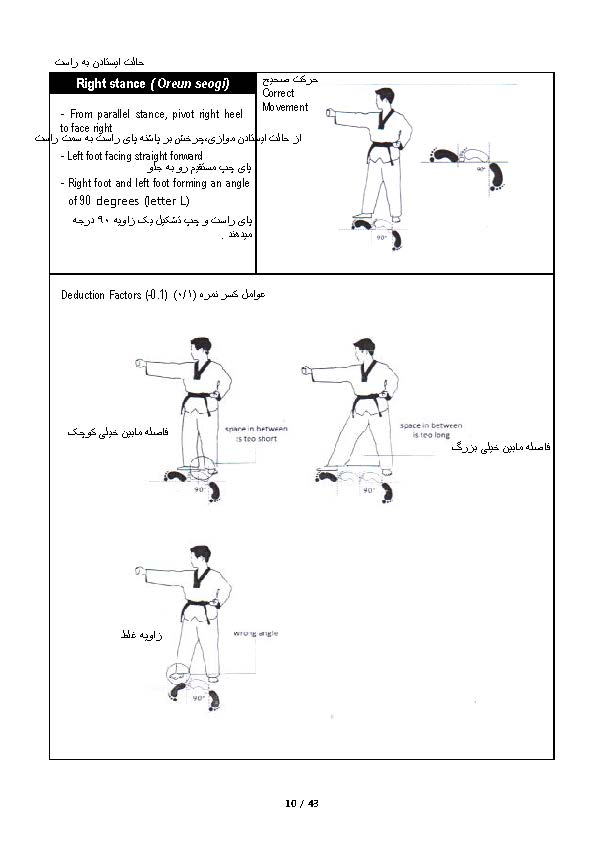 حالت ایستادن به راست
Right stance (Oreun seogi)
- From parallel stance, pivot right heel
to face right
از حالت ایستادن موازی،چرخش بر پاشنه پای راست به سمت راست
- Left foot facing straight forward
پای چپ مستقیم رو به جلو
- Right foot and left foot forming an angle
of 90 degrees (letter L)
پای راست و چپ تشکیل یک زاویه ۹۰ درجه
میدهند .
حرکت صحیح
Correct
Movement
90°
90°
Deduction Factors (-0.1) (۰/۱) عوامل کسر نمره
فاصله مابین خیلی کوچک
space in between
is too short
90°
space in between
is too long
فاصله مابین خیلی بزرگ
90°
زاویه غلط
wrong angle
90°
10 / 43